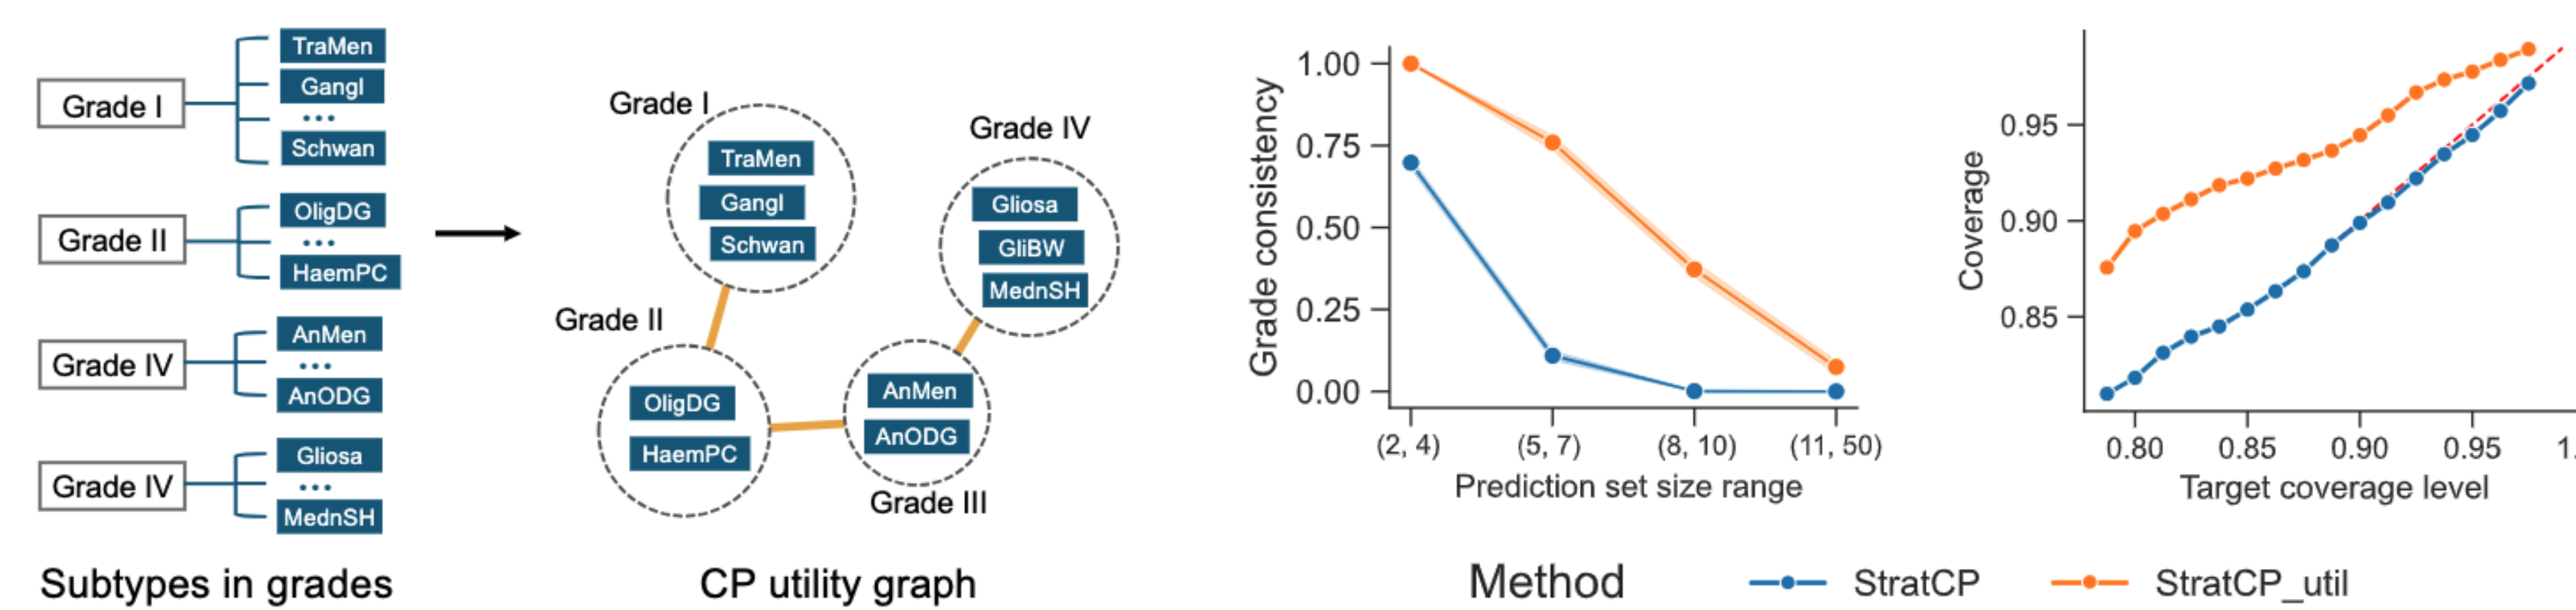 Grade I
TraMen
Gangl
...
Schwan
Grade II
OligDG
...
HaemPC
Grade IV
AnMen
...
AnODG
Grade IV
Gliosa
...
MednSH
Subtypes in grades
Grade I
TraMen
Gangl
Schwan
Grade II
OligDG
HaemPC
Grade III
AnMen
AnODG
Grade IV
Gliosa
GliBW
MednSH
CP utility graph
Grade consistency
1.00
0.75
0.50
0.25
0.00
(2, 4) (5, 7) (8, 10) (11, 50)
Prediction set size range
Coverage
0.95
0.90
0.85
0.80 0.85 0.90 0.95 1.
Target coverage level
Method StratCP StratCP_util